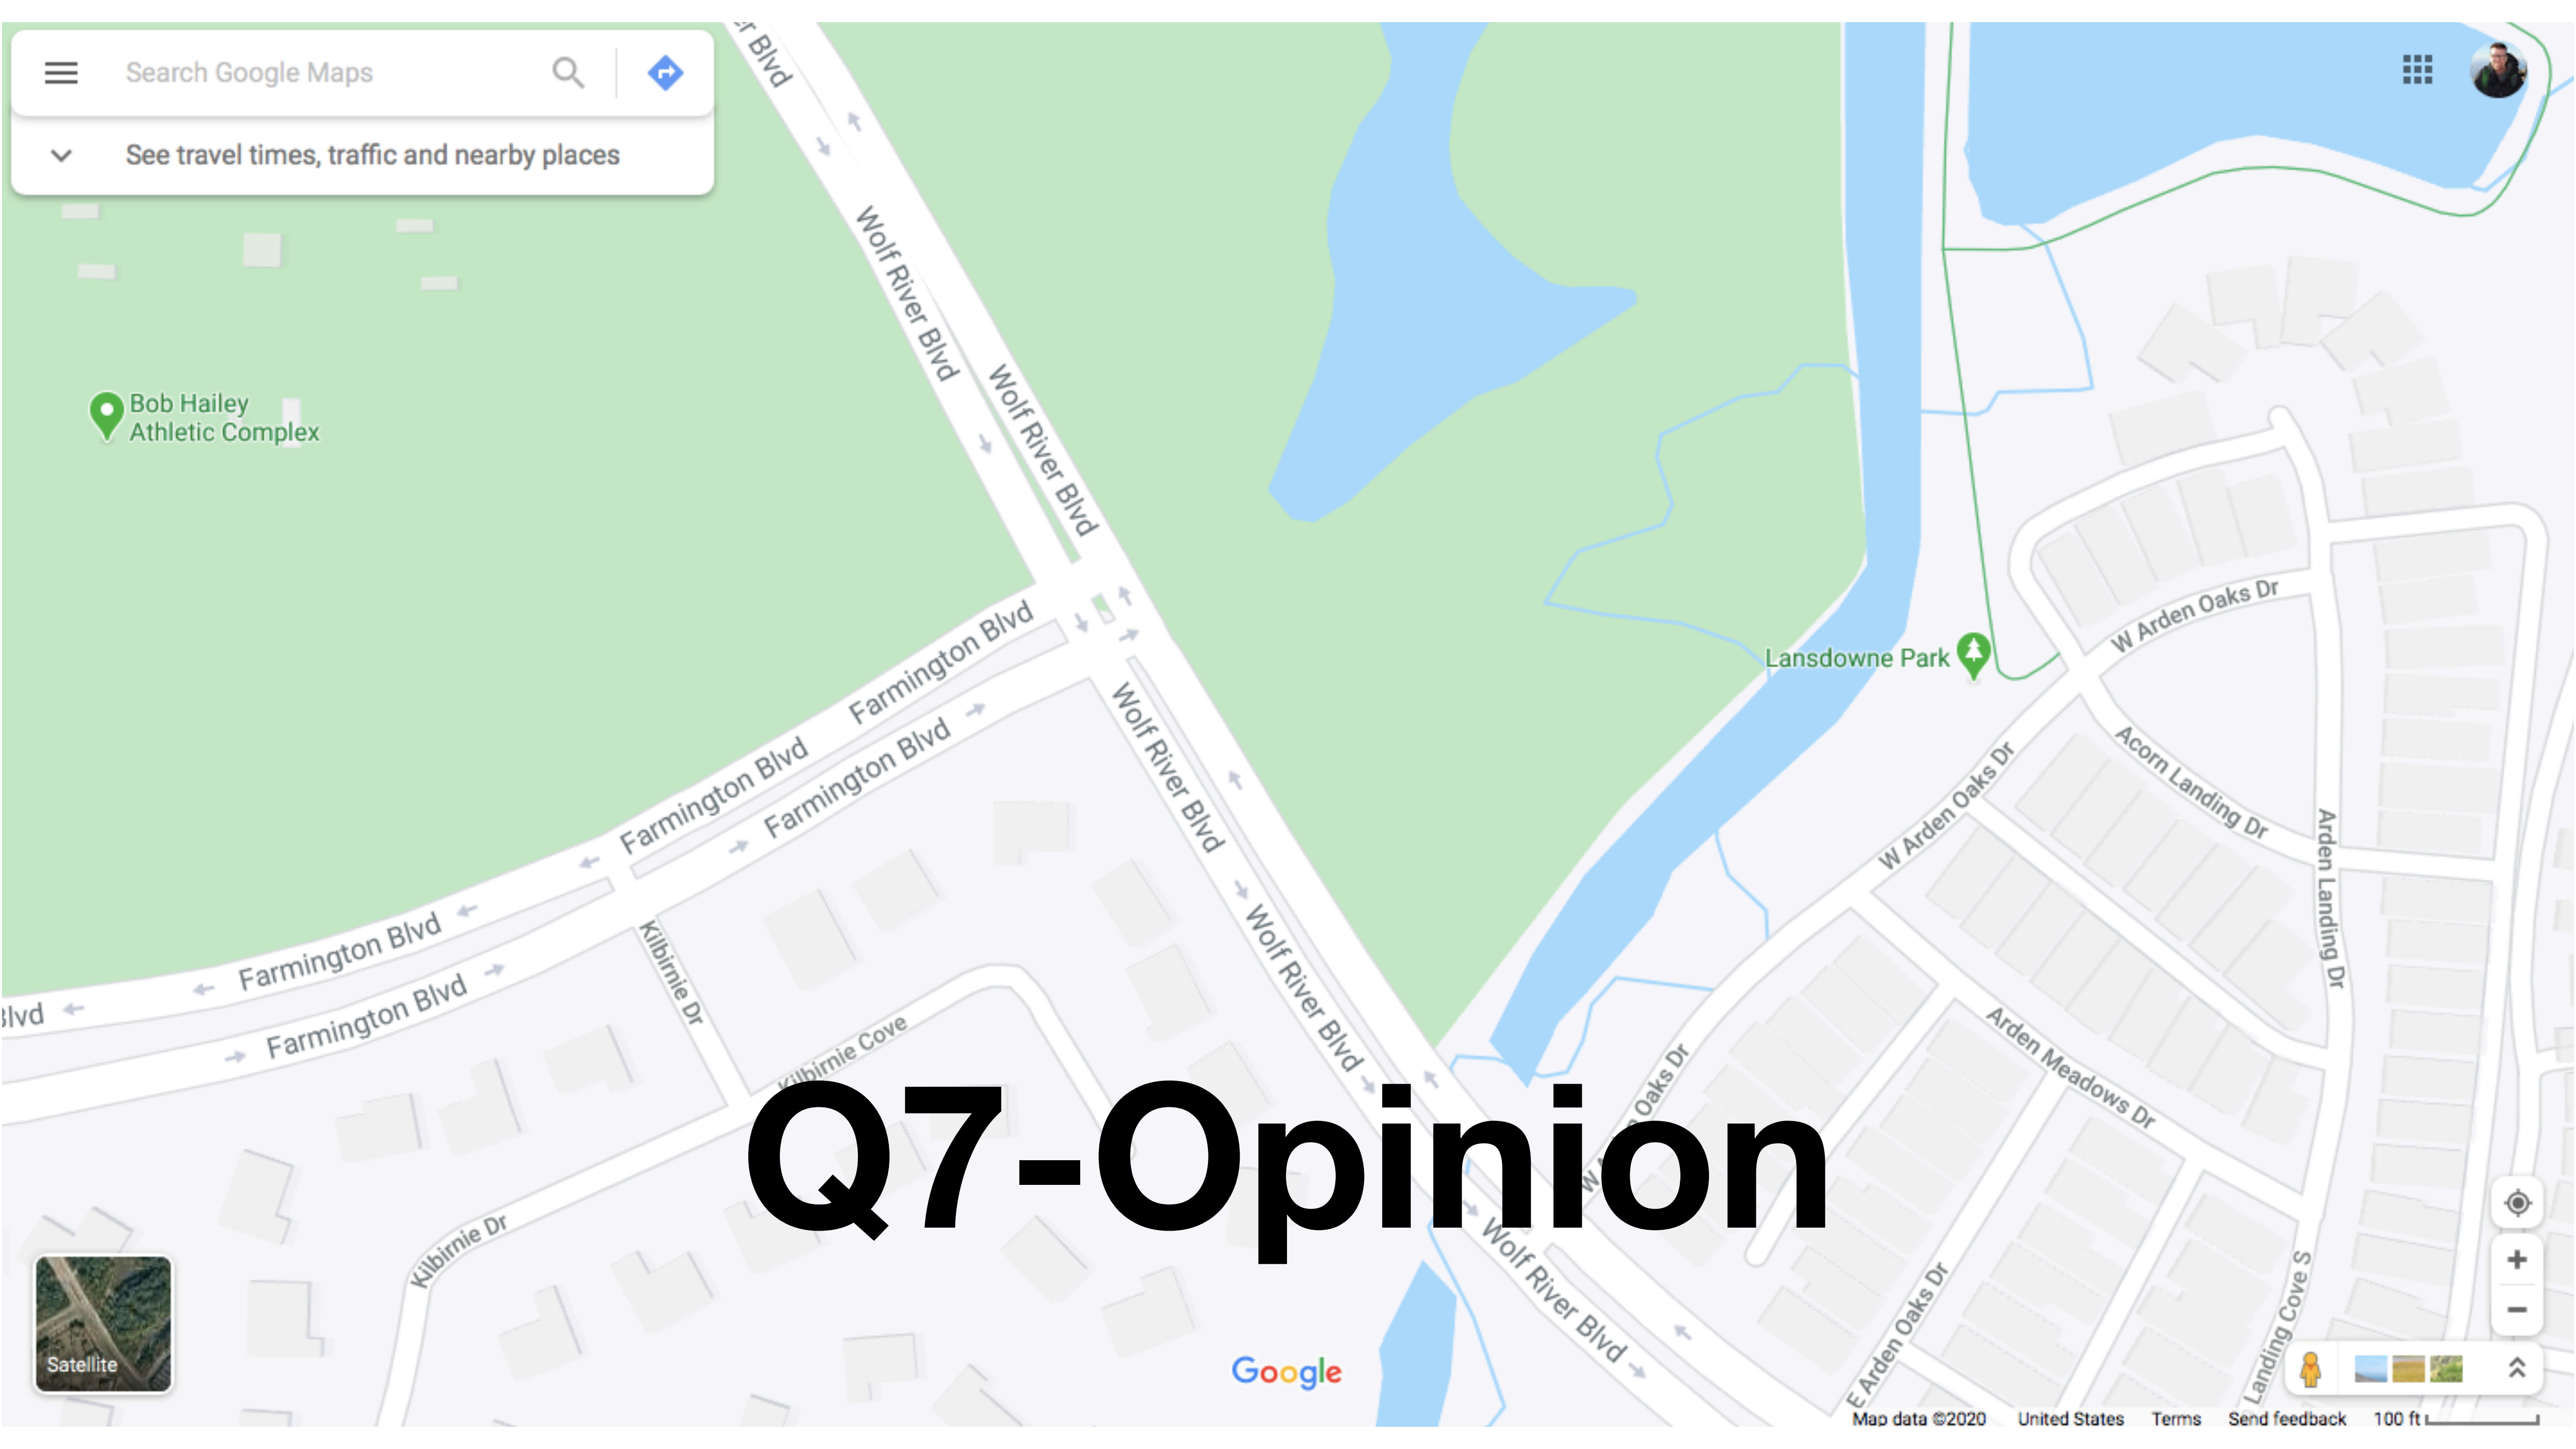 Search Google Maps
See travel times, traffic and nearby places
er Blvd
Wolf River Blvd
Wolf River Blvd
Bob Hailey
Athletic Complex
Farmington Blvd
Farmington Blvd
Farmington Blvd
Farmington Blvd
Farmington Blvd
Blvd
Wolf River Blvd
Wolf River Blvd
Lansdowne Park
W Arden Oaks Dr
W Arden Oaks Dr
Acorn Landing Dr
Arden Landing Dr
Arden Meadows Dr
Kilbirnie Dr
Kilbirnie Cove
Oaks Dr
Q7-Opinion
Kilbirnie Dr
Wolf River Blvd
E Arden Oaks Dr
Landing Cove S
Satellite
Google
Map data ©2020 United States Terms Send feedback 100 ft